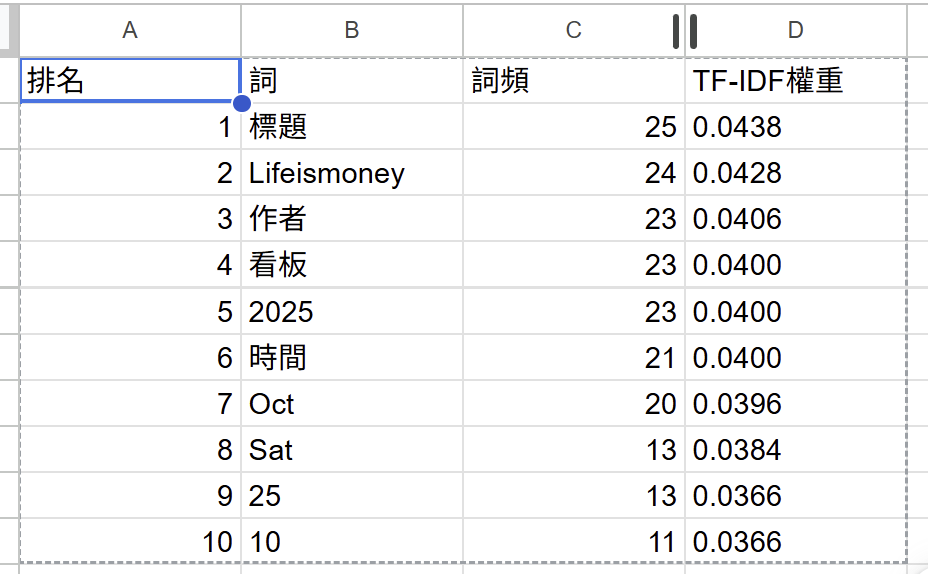 A B C D
排名 詞 詞頻 TF-IDF權重
1 標題 25 0.0438
2 Lifeismoney 24 0.0428
3 作者 23 0.0406
4 看板 23 0.0400
5 2025 23 0.0400
6 時間 21 0.0400
7 Oct 20 0.0396
8 Sat 13 0.0384
9 25 13 0.0366
10 10 11 0.0366